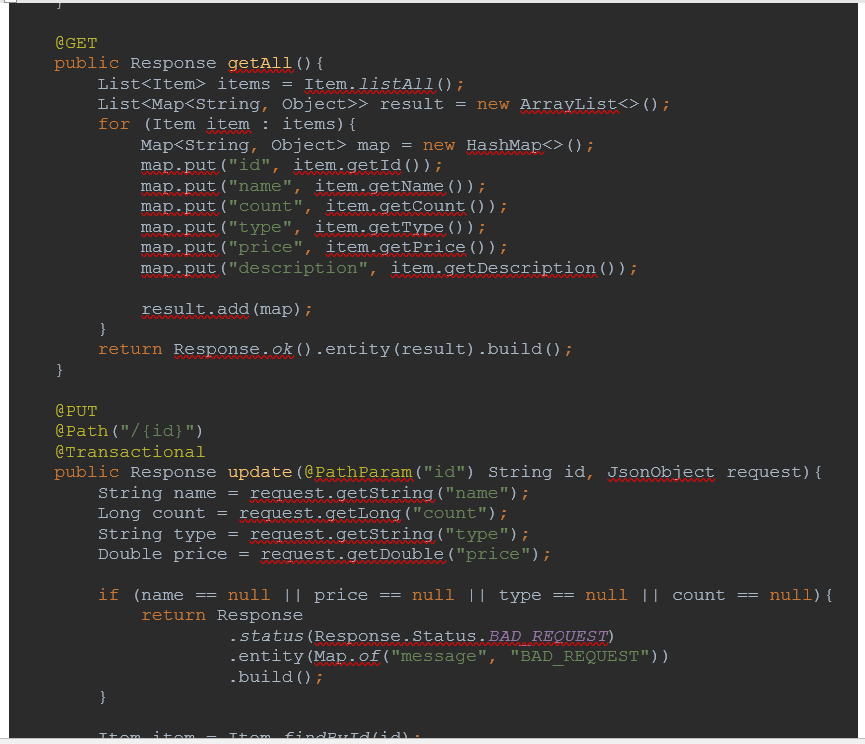 }
@GET
public Response getAll(){
    List<Item> items = Item.listAll();
    List<Map<String, Object>> result = new ArrayList<>();
    for (Item item : items){
        Map<String, Object> map = new HashMap<>();
        map.put("id", item.getId());
        map.put("name", item.getName());
        map.put("count", item.getCount());
        map.put("type", item.getType());
        map.put("price", item.getPrice());
        map.put("description", item.getDescription());
        result.add(map);
    }
    return Response.ok().entity(result).build();
}
@PUT
@Path("/{id}")
@Transactional
public Response update(@PathParam("id") String id, JsonObject request){
    String name = request.getString("name");
    Long count = request.getLong("count");
    String type = request.getString("type");
    Double price = request.getDouble("price");
    if (name == null || price == null || type == null || count == null){
        return Response
                .status(Response.Status.BAD_REQUEST)
                .entity(Map.of("message", "BAD_REQUEST"))
                .build();
    }
    Item item = Item.findById(id);